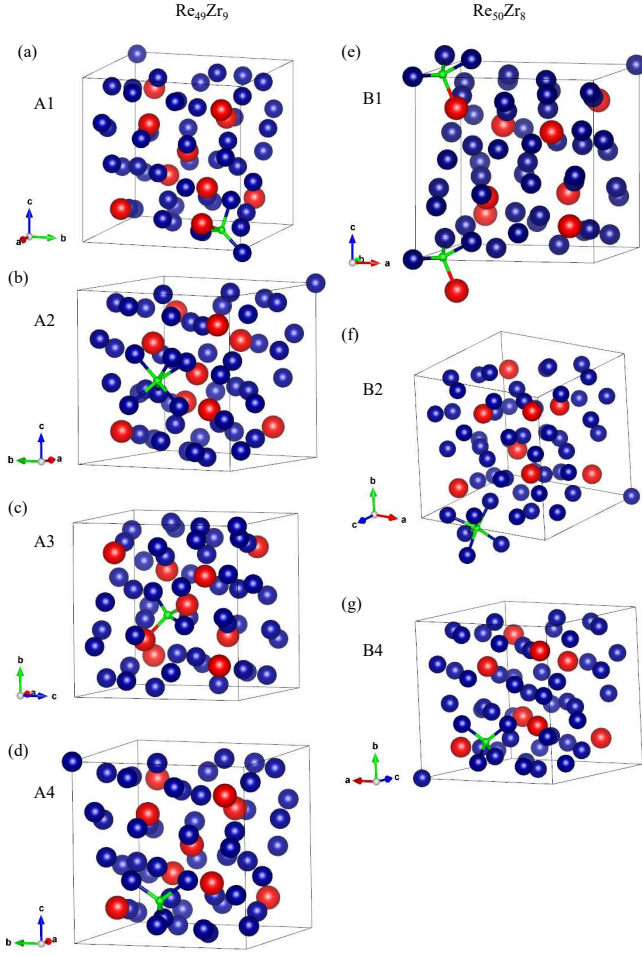 Re₄₉Zr₉
Re₅₀Zr₈
(a)
A1
c
a
b
(b)
A2
c
b
a
(c)
A3
b
a
c
(d)
A4
c
b
a
(e)
B1
c
b
a
(f)
B2
b
c
a
(g)
B4
b
a
c